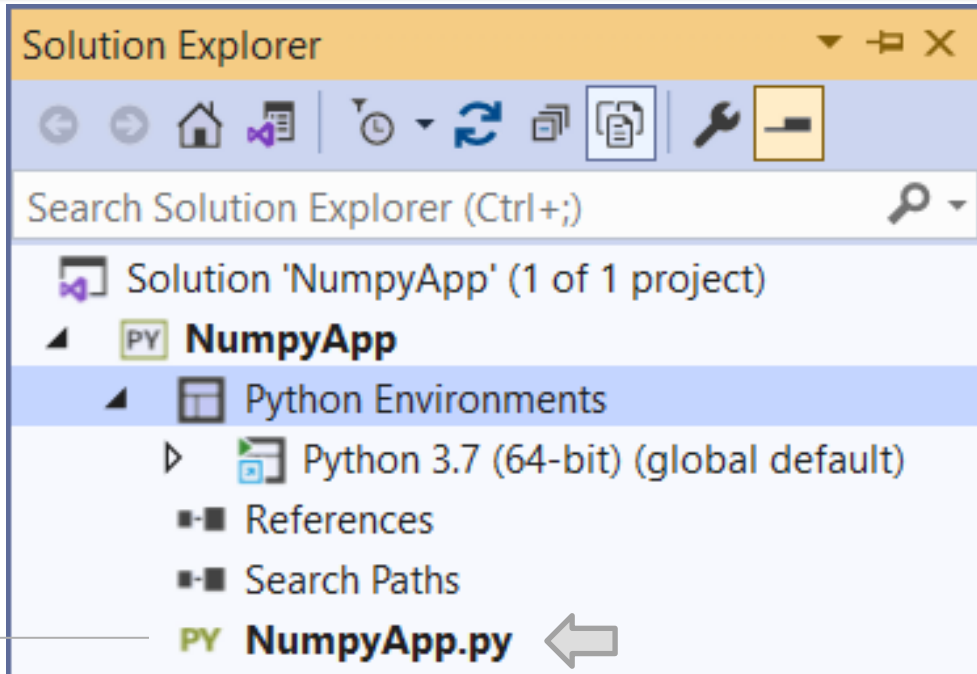 Solution Explorer
Search Solution Explorer (Ctrl+;)
Solution 'NumpyApp' (1 of 1 project)
PY NumpyApp
Python Environments
Python 3.7 (64-bit) (global default)
References
Search Paths
PY NumpyApp.py